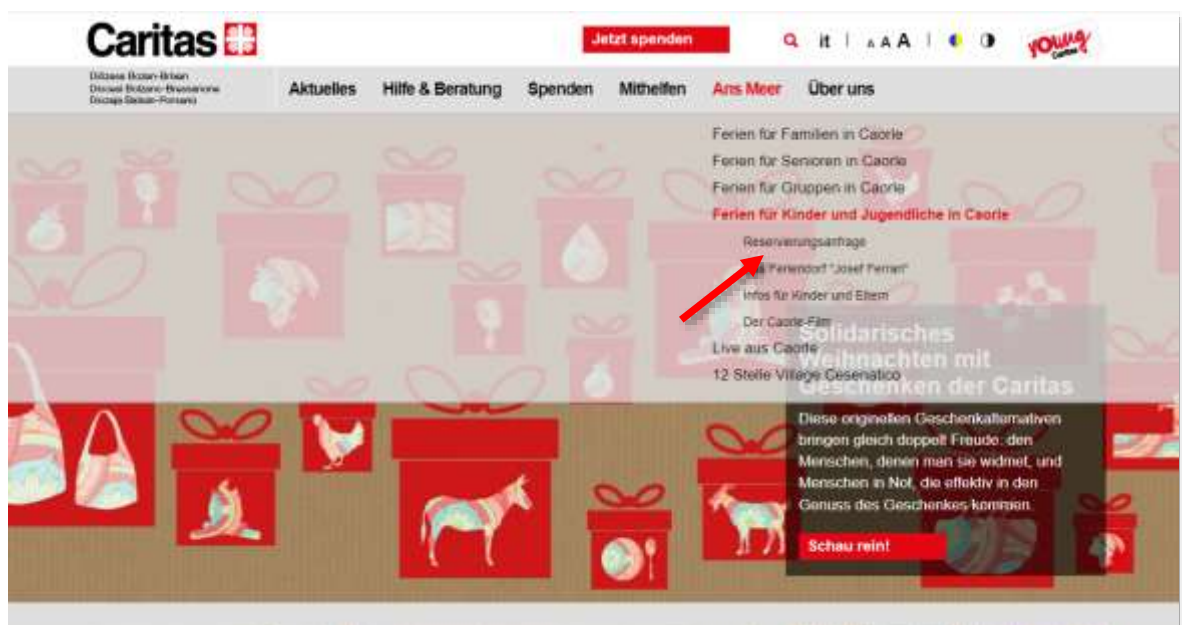 Caritas
Jetzt spenden
it | A A A |
YOUNG
Caritas
Diözese Bozen-Brixen
Diocesi Bolzano-Bressanone
Aktuelles Hilfe & Beratung Spenden Mithelfen Ans Meer Über uns
Ferien für Familien in Caorle
Ferien für Senioren in Caorle
Ferien für Gruppen in Caorle
Ferien für Kinder und Jugendliche in Caorle
Reservierungsanfrage
Feriendorf "Josef Ferrari"
Infos für Kinder und Eltern
Der Caorle-Film
Live aus Caorle
12 Stelle Village Cesenatico
Solidarisches
Weihnachten mit
Geschenken der Caritas
Diese originellen Geschenkalternativen
bringen gleich doppelt Freude: den
Menschen, denen man sie widmet, und
Menschen in Not, die effektiv in den
Genuss des Geschenkes kommen.
Schau rein!